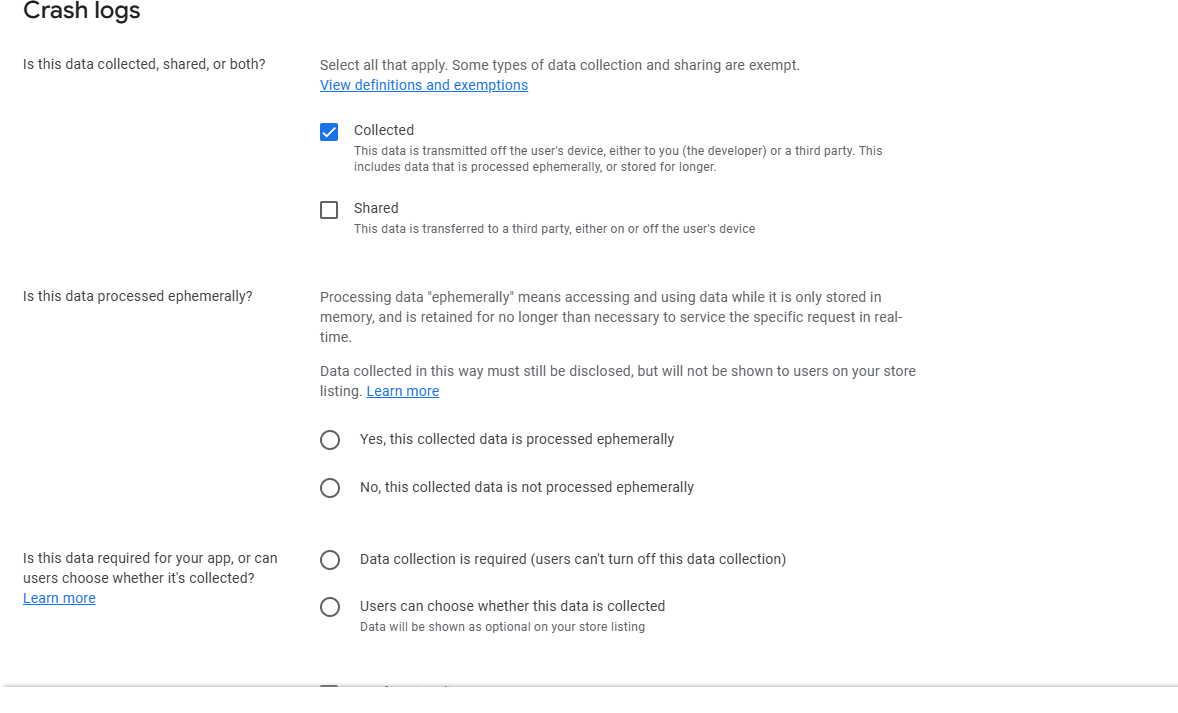 Crash logs
Is this data collected, shared, or both?
Select all that apply. Some types of data collection and sharing are exempt.
View definitions and exemptions
Collected
This data is transmitted off the user's device, either to you (the developer) or a third party. This
includes data that is processed ephemerally, or stored for longer.
Shared
This data is transferred to a third party, either on or off the user's device
Is this data processed ephemerally?
Processing data "ephemerally" means accessing and using data while it is only stored in
memory, and is retained for no longer than necessary to service the specific request in real-
time.
Data collected in this way must still be disclosed, but will not be shown to users on your store
listing. Learn more
Yes, this collected data is processed ephemerally
No, this collected data is not processed ephemerally
Is this data required for your app, or can
users choose whether it's collected?
Learn more
Data collection is required (users can't turn off this data collection)
Users can choose whether this data is collected
Data will be shown as optional on your store listing